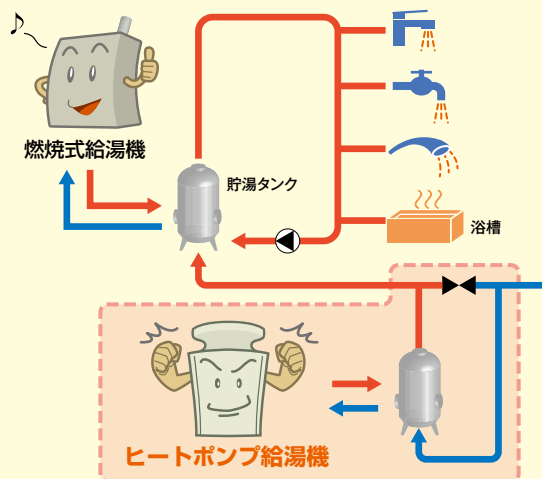 燃焼式給湯機
貯湯タンク
浴槽
ヒートポンプ給湯機